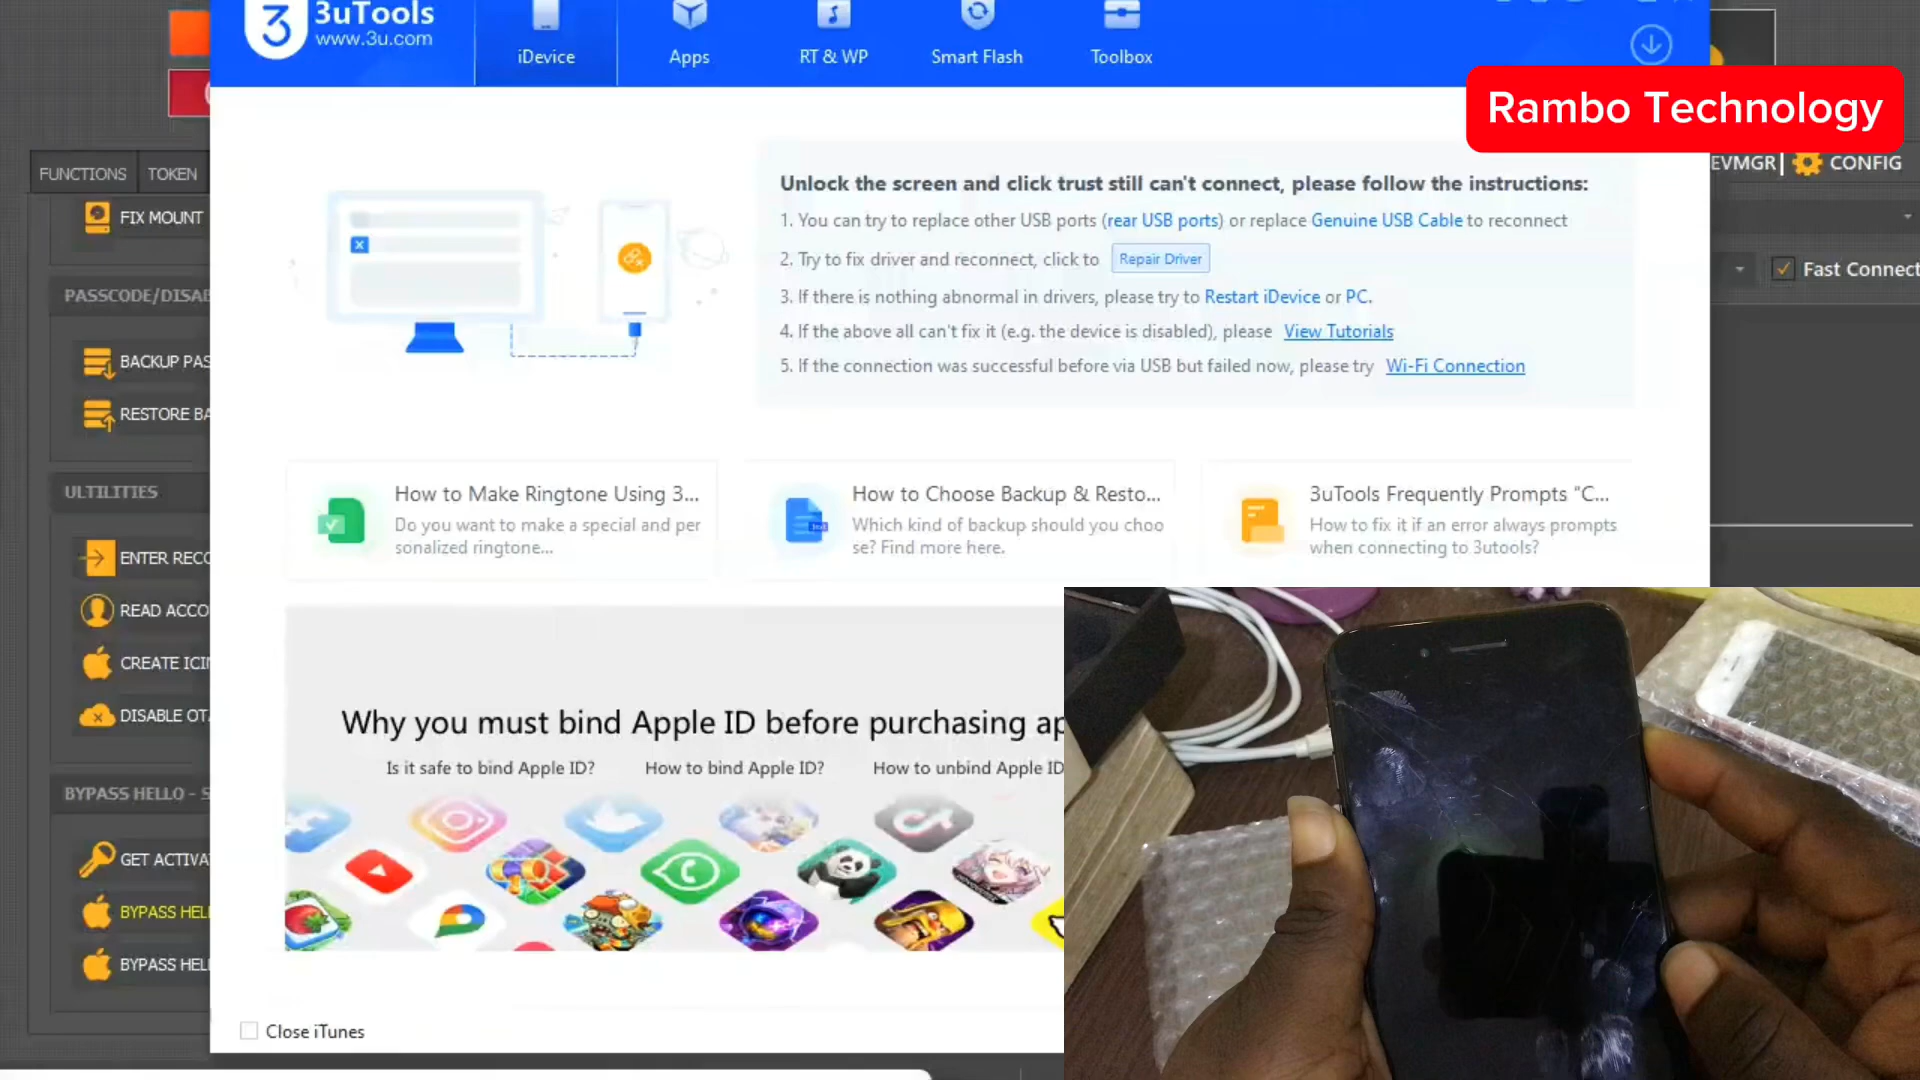 3uTools
www.3u.com
3
iDevice
Apps
RT & WP
Smart Flash
Toolbox
Rambo Technology
EVMGR
CONFIG
Fast Connect
FUNCTIONS
TOKEN
FIX MOUNT
PASSCODE/DISAB
BACKUP PAS
RESTORE BA
ULTILITIES
ENTER RECO
READ ACCO
CREATE ICI
DISABLE OT
BYPASS HELLO - S
GET ACTIVA
BYPASS HEL
BYPASS HEL
Unlock the screen and click trust still can't connect, please follow the instructions:
1. You can try to replace other USB ports (rear USB ports) or replace Genuine USB Cable to reconnect
2. Try to fix driver and reconnect, click to Repair Driver
3. If there is nothing abnormal in drivers, please try to Restart iDevice or PC.
4. If the above all can't fix it (e.g. the device is disabled), please View Tutorials
5. If the connection was successful before via USB but failed now, please try Wi-Fi Connection
How to Make Ringtone Using 3...
Do you want to make a special and per
sonalized ringtone...
How to Choose Backup & Resto...
Which kind of backup should you choo
se? Find more here.
3uTools Frequently Prompts "C...
How to fix it if an error always prompts
when connecting to 3utools?
Why you must bind Apple ID before purchasing ap
Is it safe to bind Apple ID?
How to bind Apple ID?
How to unbind Apple ID
Close iTunes